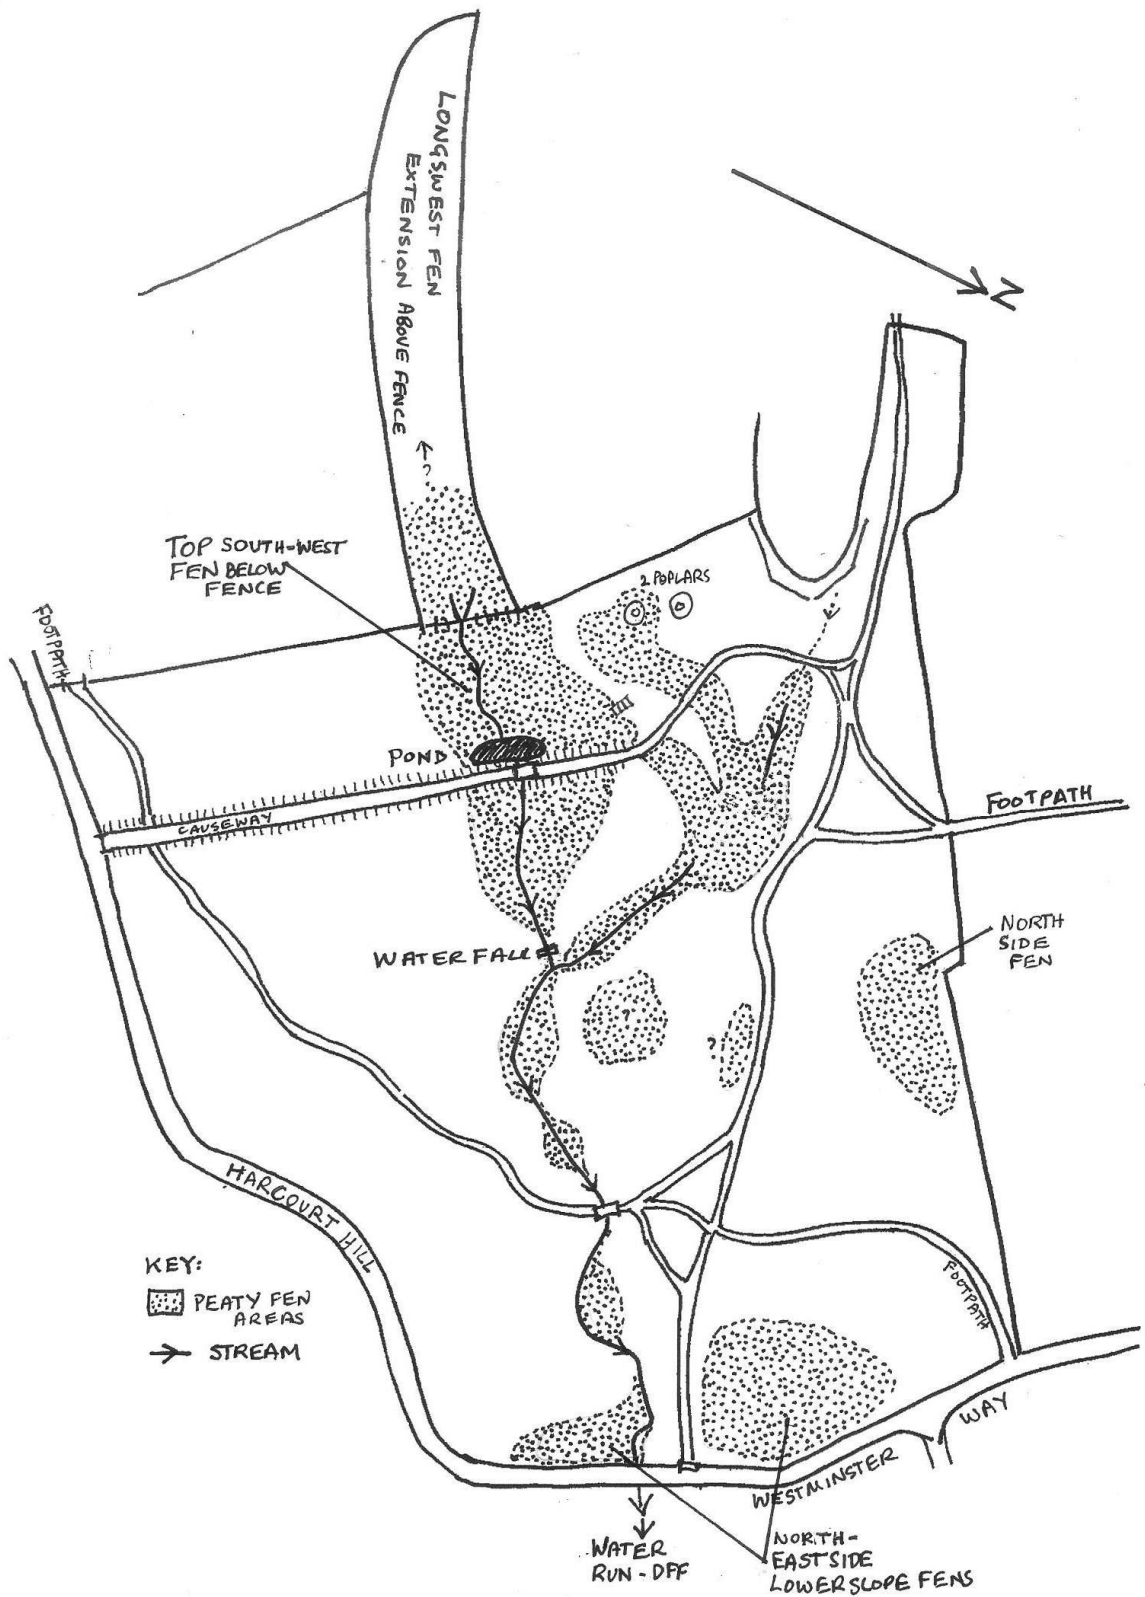 LONGSWEST FEN
EXTENSION ABOVE FENCE
?
N
TOP SOUTH-WEST
FEN BELOW
FENCE
2 POPLARS
FOOTPATH
POND
CAUSEWAY
FOOTPATH
NORTH
SIDE
FEN
WATERFALL
?
?
HARCOURT HILL
KEY:
PEATY FEN
AREAS
STREAM
FOOTPATH
WESTMINSTER WAY
WATER
RUN-OFF
NORTH-
EAST SIDE
LOWER SLOPE FENS